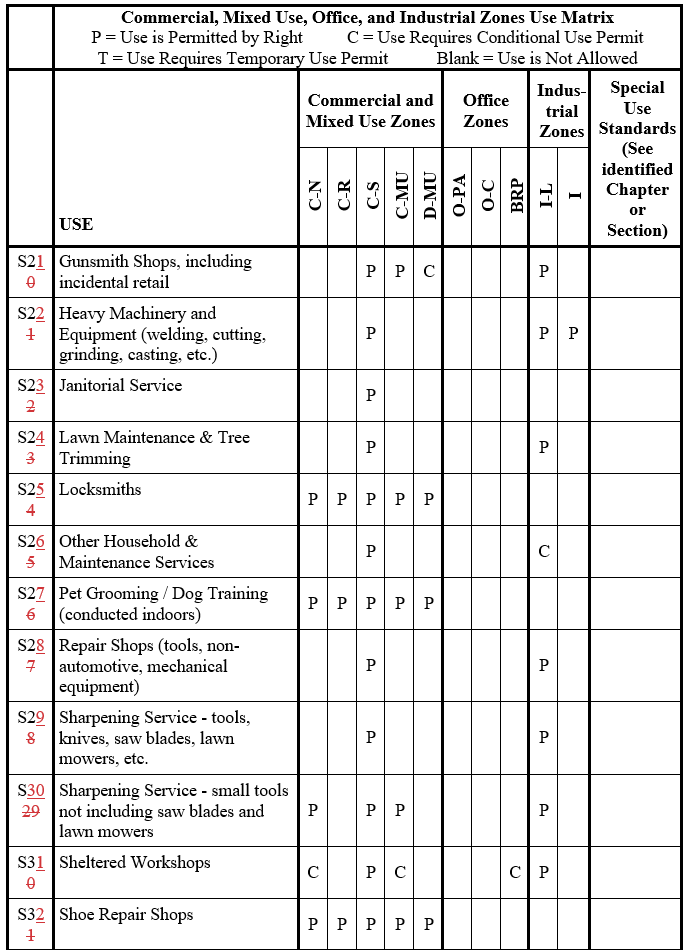 Commercial, Mixed Use, Office, and Industrial Zones Use Matrix
P = Use is Permitted by Right C = Use Requires Conditional Use Permit
T = Use Requires Temporary Use Permit Blank = Use is Not Allowed
USE
Commercial and
Mixed Use Zones
Office
Zones
Indus-
trial
Zones
Special
Use
Standards
(See
identified
Chapter
or
Section)
C-N C-R C-S C-MU D-MU O-PA O-C BRP I-L I
S21
0
Gunsmith Shops, including
incidental retail
P P C P
S22
1
Heavy Machinery and
Equipment (welding, cutting,
grinding, casting, etc.)
P P P
S23
2
Janitorial Service
P
S24
3
Lawn Maintenance & Tree
Trimming
P P
S25
4
Locksmiths
P P P P P
S26
5
Other Household &
Maintenance Services
P C
S27
6
Pet Grooming / Dog Training
(conducted indoors)
P P P P P
S28
7
Repair Shops (tools, non-
automotive, mechanical
equipment)
P P
S29
8
Sharpening Service - tools,
knives, saw blades, lawn
mowers, etc.
P P
S30
29
Sharpening Service - small tools
not including saw blades and
lawn mowers
P P P P
S31
0
Sheltered Workshops
C P C C P
S32
1
Shoe Repair Shops
P P P P P